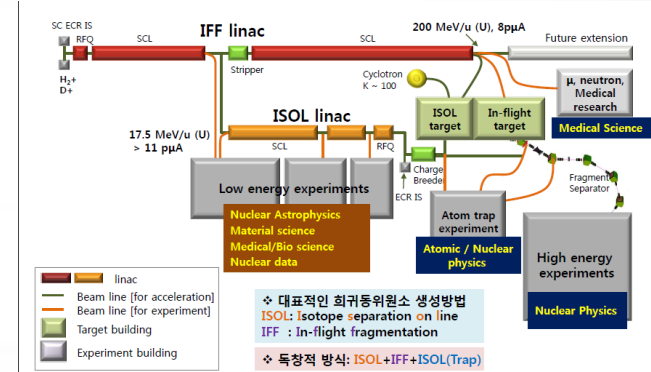 SC ECR IS
RFQ
SCL
IFF linac
SCL
200 MeV/u (U), 8pμA
Future extension
H2+
D+
Stripper
Cyclotron
K ~ 100
μ, neutron,
Medical
research
Medical Science
ISOL
target
In-flight
target
ISOL linac
17.5 MeV/u (U)
> 11 pμA
SCL
RFQ
Charge
Breeder
ECR IS
Fragment
Separator
Low energy experiments
Nuclear Astrophysics
Material science
Medical/Bio science
Nuclear data
Atom trap
experiment
Atomic / Nuclear
physics
High energy
experiments
Nuclear Physics
linac
Beam line [for acceleration]
Beam line [for experiment]
Target building
Experiment building
❖ 대표적인 희귀동위원소 생성방법
ISOL: Isotope separation on line
IFF : In-flight fragmentation
❖ 독창적 방식: ISOL+IFF+ISOL(Trap)